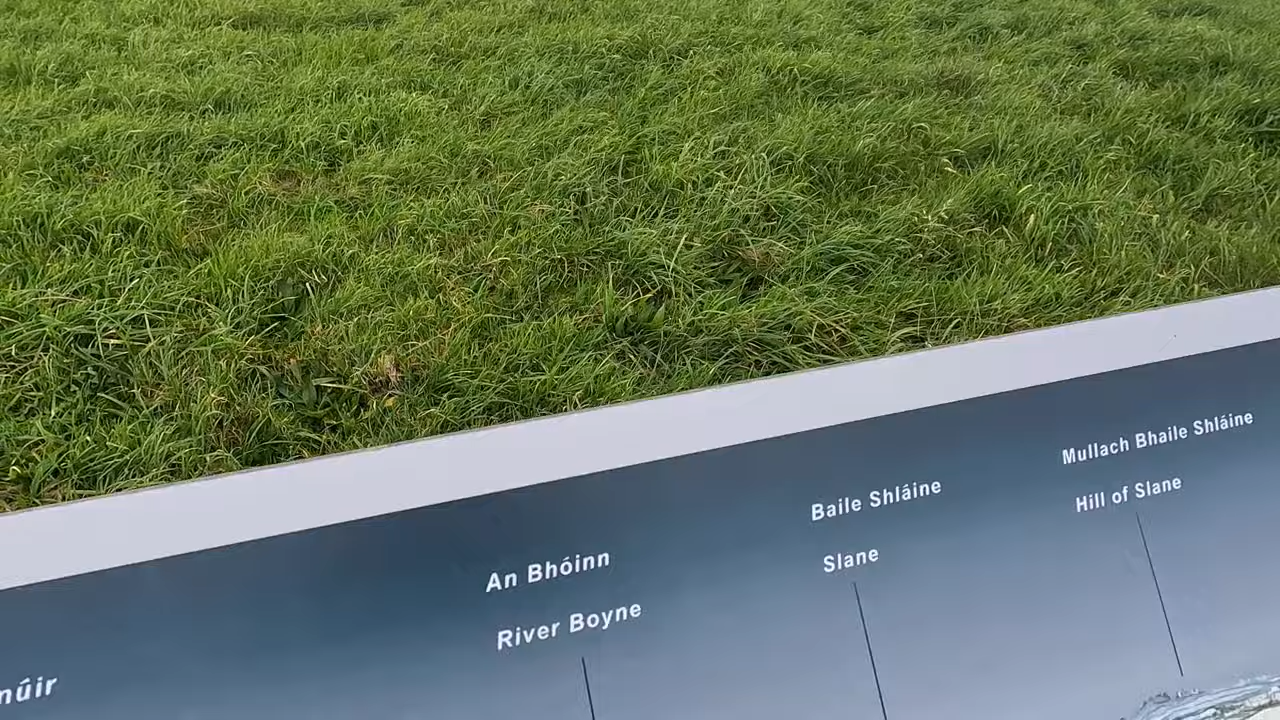 An Bhóinn
River Boyne
Baile Shláine
Slane
Mullach Bhaile Shláine
Hill of Slane